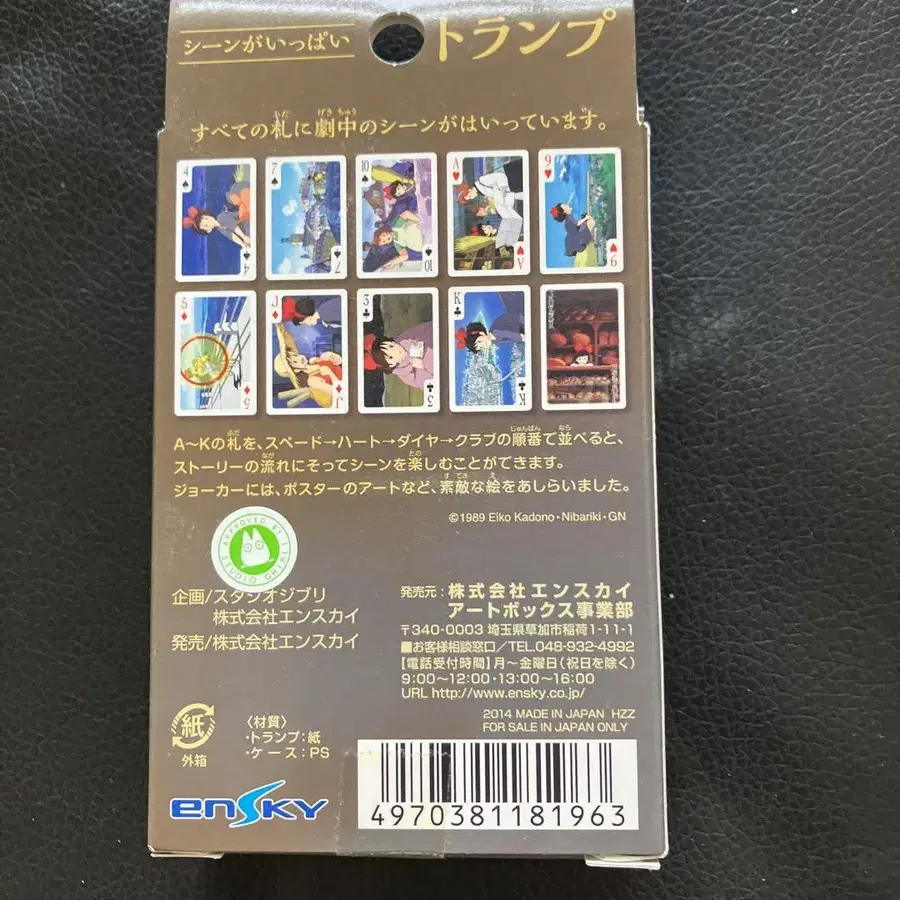 シーンがいっぱい トランプ
すべての札に劇中のシーンがはいっています。
4 7 10 A 9
4 7 10 A 9
5 J 3 K
5 J 3 K
A～Kの札を、スペード→ハート→ダイヤ→クラブの順番で並べると、
ストーリーの流れにそってシーンを楽しむことができます。
ジョーカーには、ポスターのアートなど、素敵な絵をあしらいました。
©1989 Eiko Kadono・Nibariki・GN
APPROVED BY
STUDIO GHIBLI
企画/スタジオジブリ
株式会社エンスカイ
発売/株式会社エンスカイ
発売元：株式会社エンスカイ
アートボックス事業部
〒340-0003 埼玉県草加市稲荷1-11-1
■お客様相談窓口/TEL.048-932-4992
【電話受付時間】月～金曜日(祝日を除く)
9:00～12:00・13:00～16:00
URL http://www.ensky.co.jp/
2014 MADE IN JAPAN HZZ
FOR SALE IN JAPAN ONLY
紙
外箱
〈材質〉
・トランプ：紙
・ケース：PS
enSKY
4970381181963